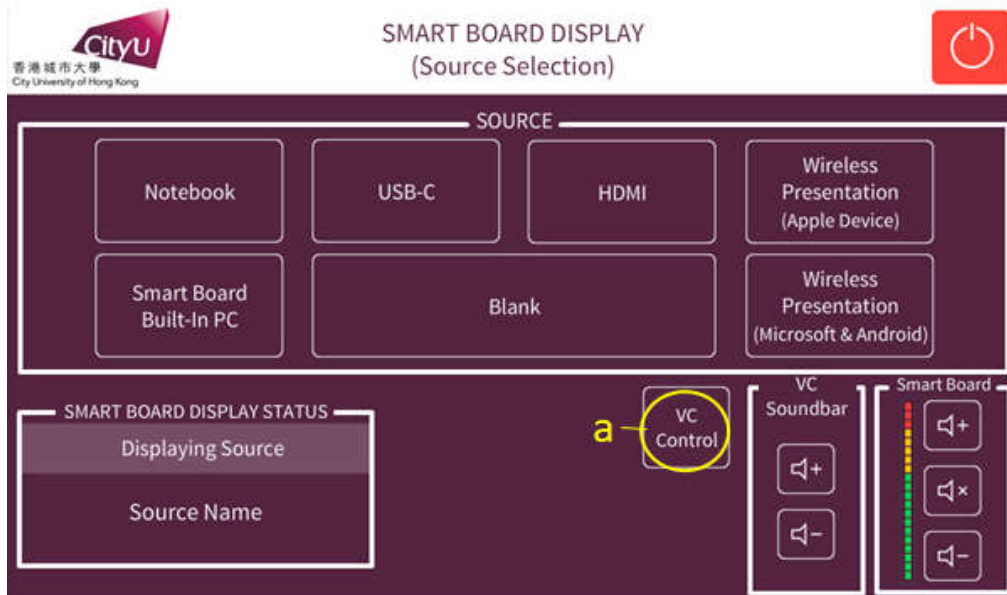 CityU
香港城市大學
City University of Hong Kong
SMART BOARD DISPLAY
(Source Selection)
SOURCE
Notebook
USB-C
HDMI
Wireless
Presentation
(Apple Device)
Smart Board
Built-In PC
Blank
Wireless
Presentation
(Microsoft & Android)
SMART BOARD DISPLAY STATUS
Displaying Source
Source Name
a
VC
Control
VC
Soundbar
Smart Board